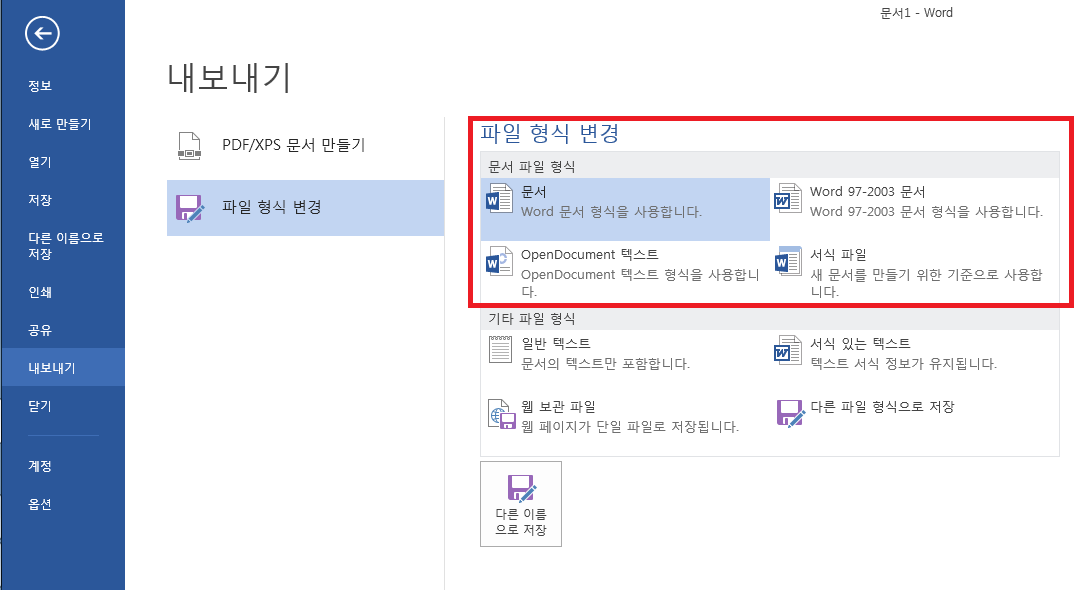 문서1 - Word
정보
새로 만들기
열기
저장
다른 이름으로
저장
인쇄
공유
내보내기
닫기
계정
옵션
내보내기
PDF/XPS 문서 만들기
파일 형식 변경
파일 형식 변경
문서 파일 형식
문서
Word 문서 형식을 사용합니다.
Word 97-2003 문서
Word 97-2003 문서 형식을 사용합니다.
OpenDocument 텍스트
OpenDocument 텍스트 형식을 사용합니
다.
서식 파일
새 문서를 만들기 위한 기준으로 사용합
니다.
기타 파일 형식
일반 텍스트
문서의 텍스트만 포함합니다.
서식 있는 텍스트
텍스트 서식 정보가 유지됩니다.
웹 보관 파일
웹 페이지가 단일 파일로 저장됩니다.
다른 파일 형식으로 저장
다른 이름
으로 저장